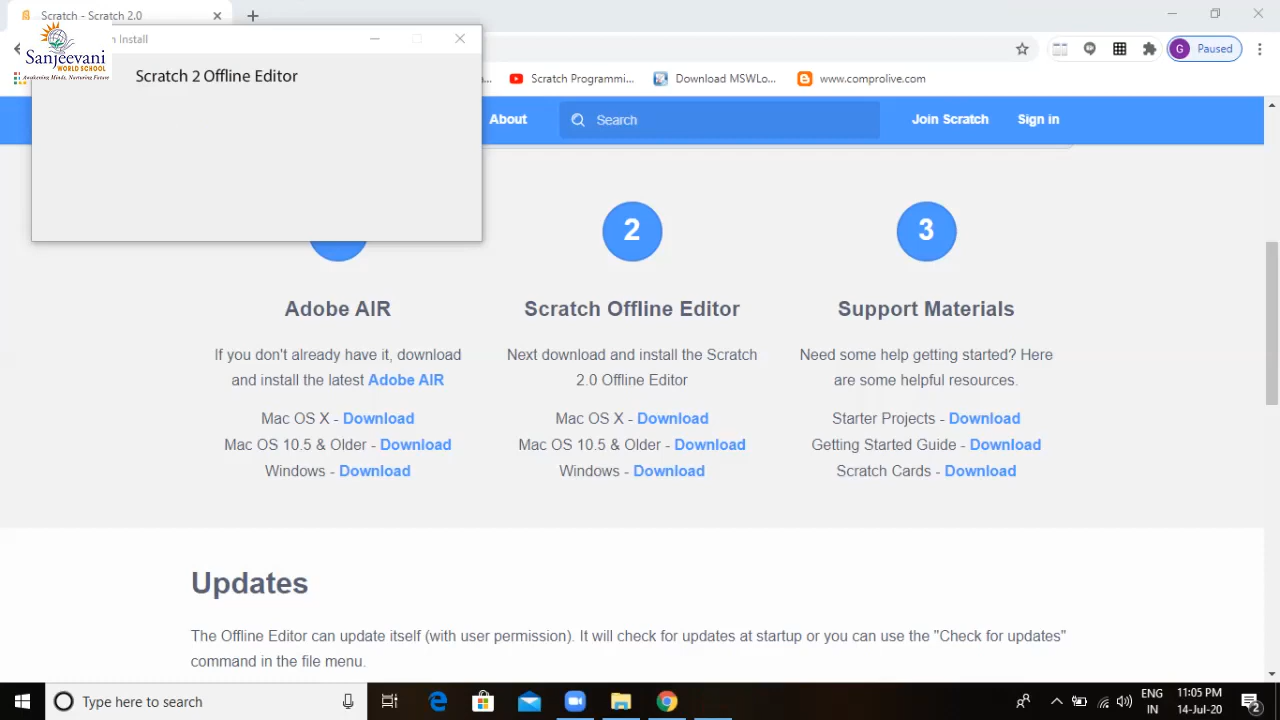 Scratch - Scratch 2.0
Install
Sanjeevani
WORLD SCHOOL
Awakening Minds, Nurturing Future
Scratch 2 Offline Editor
G Paused
Scratch Programmi...
Download MSWLo...
www.comprolive.com
About
Search
Join Scratch
Sign in
2
3
Adobe AIR
If you don't already have it, download
and install the latest Adobe AIR
Mac OS X - Download
Mac OS 10.5 & Older - Download
Windows - Download
Scratch Offline Editor
Next download and install the Scratch
2.0 Offline Editor
Mac OS X - Download
Mac OS 10.5 & Older - Download
Windows - Download
Support Materials
Need some help getting started? Here
are some helpful resources.
Starter Projects - Download
Getting Started Guide - Download
Scratch Cards - Download
Updates
The Offline Editor can update itself (with user permission). It will check for updates at startup or you can use the "Check for updates"
command in the file menu.
Type here to search
ENG
IN
11:05 PM
14-Jul-20
2